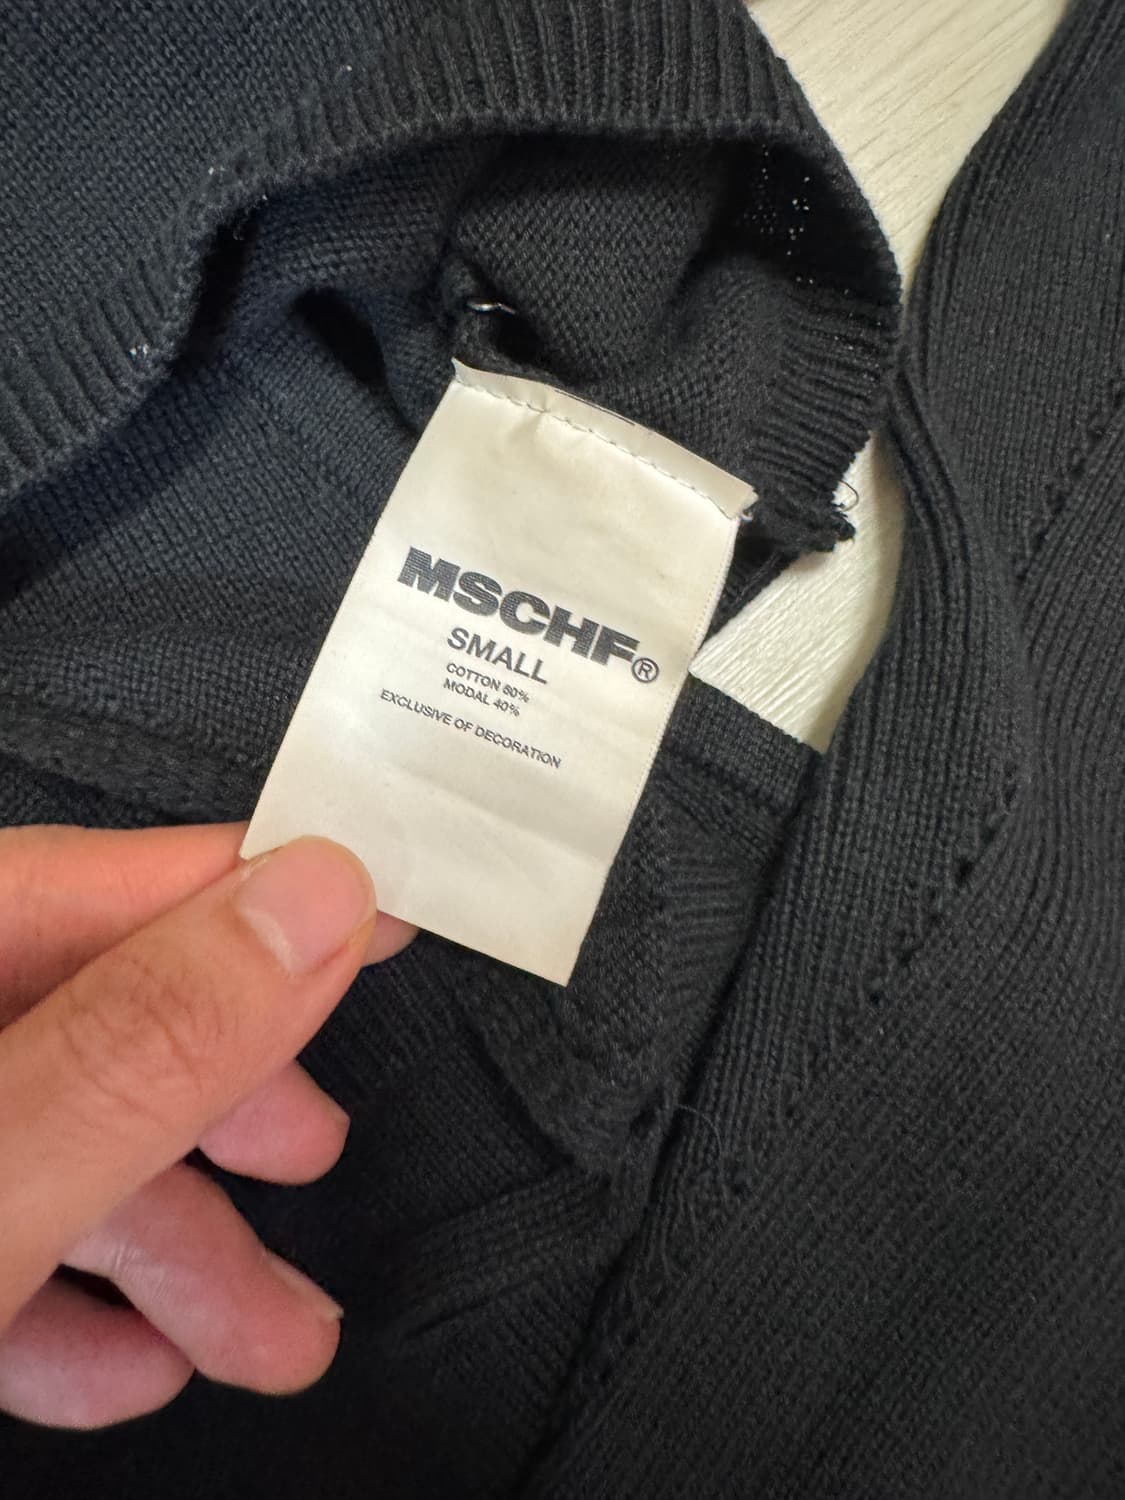 MSCHF®
SMALL
COTTON 60%
MODAL 40%
EXCLUSIVE OF DECORATION